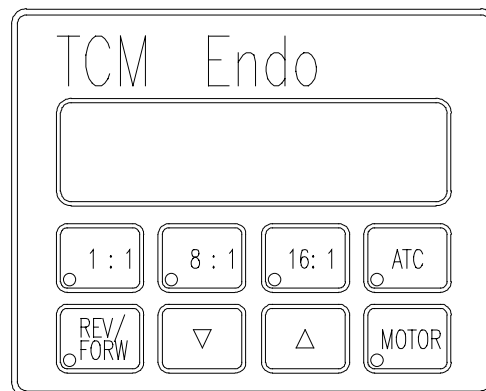 TCM Endo
1 : 1
8 : 1
16: 1
ATC
REV/
FORW
▽
△
MOTOR